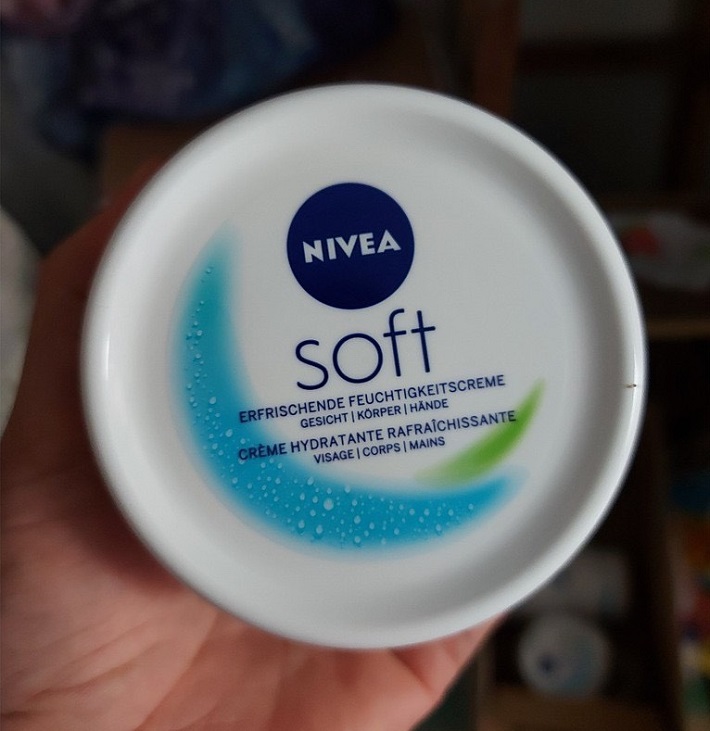 NIVEA
soft
ERFRISCHENDE FEUCHTIGKEITSCREME
GESICHT | KÖRPER | HÄNDE
CRÈME HYDRATANTE RAFRAÎCHISSANTE
VISAGE | CORPS | MAINS